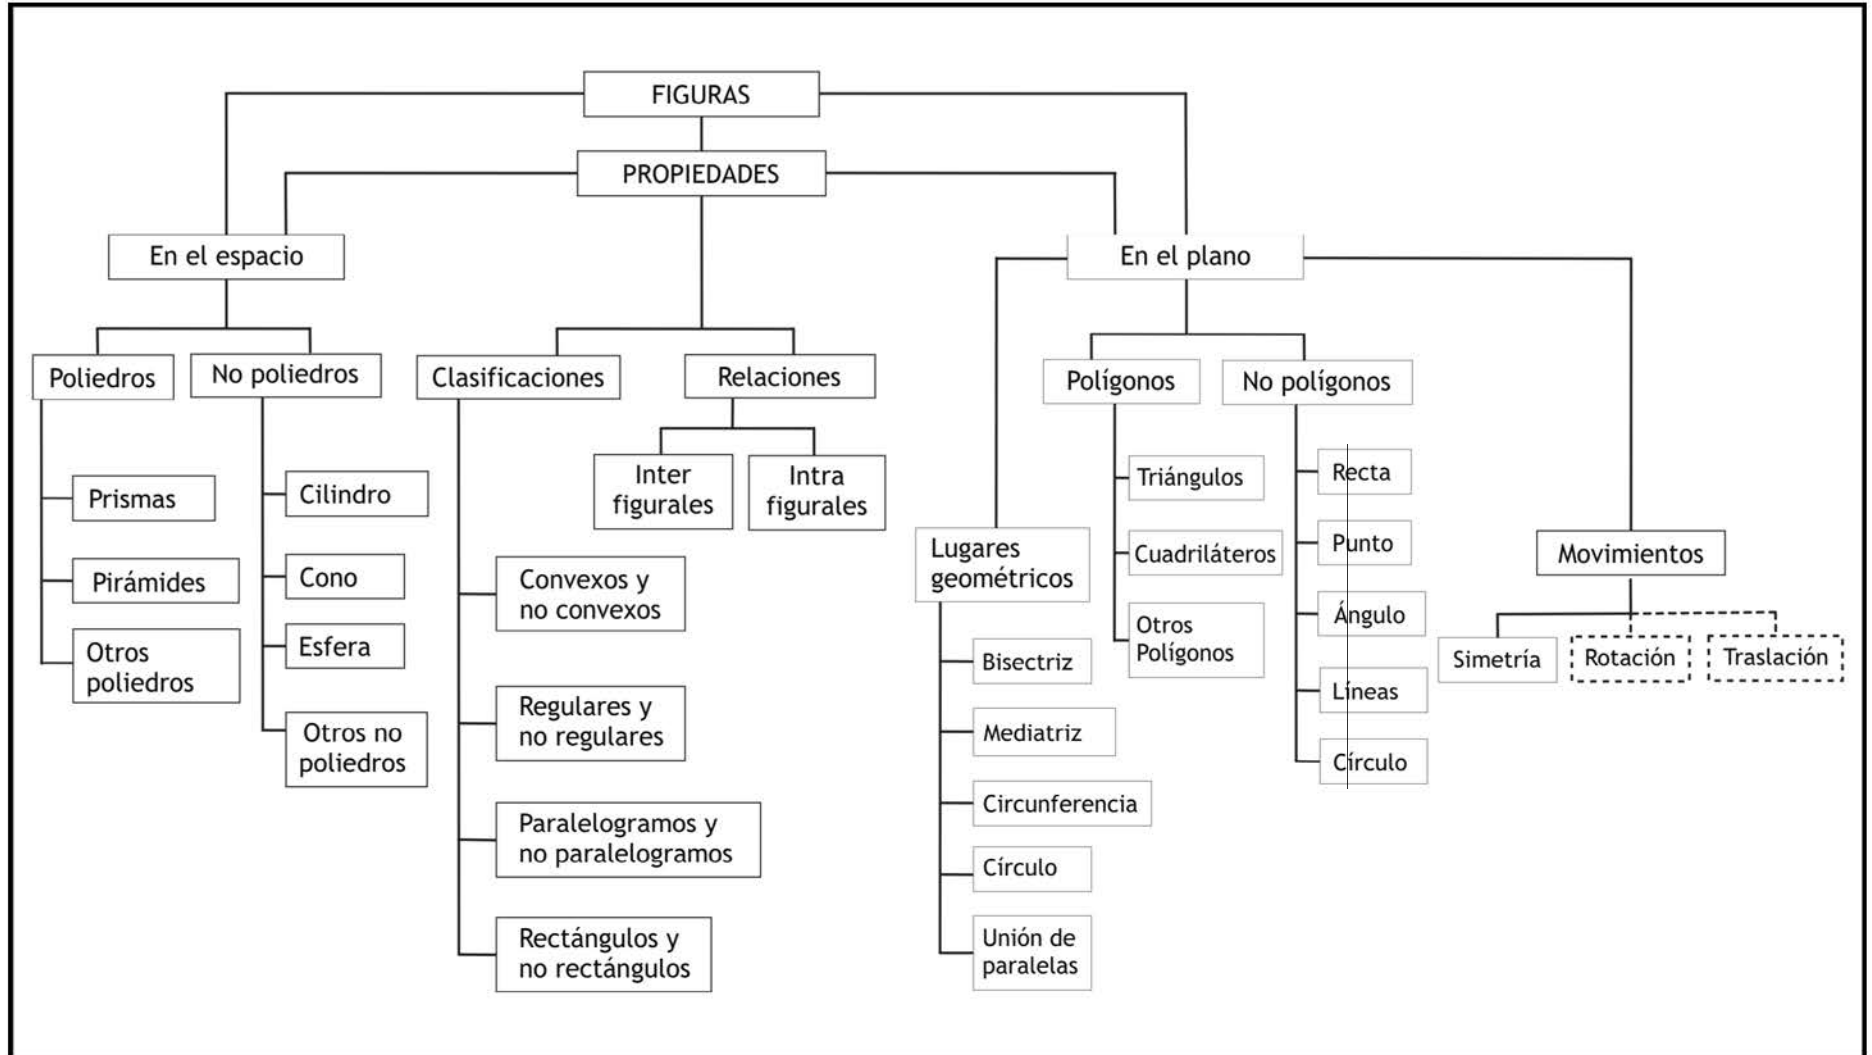 FIGURAS
PROPIEDADES
En el espacio
En el plano
Poliedros
No poliedros
Clasificaciones
Relaciones
Polígonos
No polígonos
Prismas
Pirámides
Otros
poliedros
Cilindro
Cono
Esfera
Otros no
poliedros
Convexos y
no convexos
Regulares y
no regulares
Paralelogramos y
no paralelogramos
Rectángulos y
no rectángulos
Inter
figurales
Intra
figurales
Lugares
geométricos
Bisectriz
Mediatriz
Circunferencia
Círculo
Unión de
paralelas
Triángulos
Cuadriláteros
Otros
Polígonos
Recta
Punto
Ángulo
Líneas
Círculo
Movimientos
Simetría
Rotación
Traslación